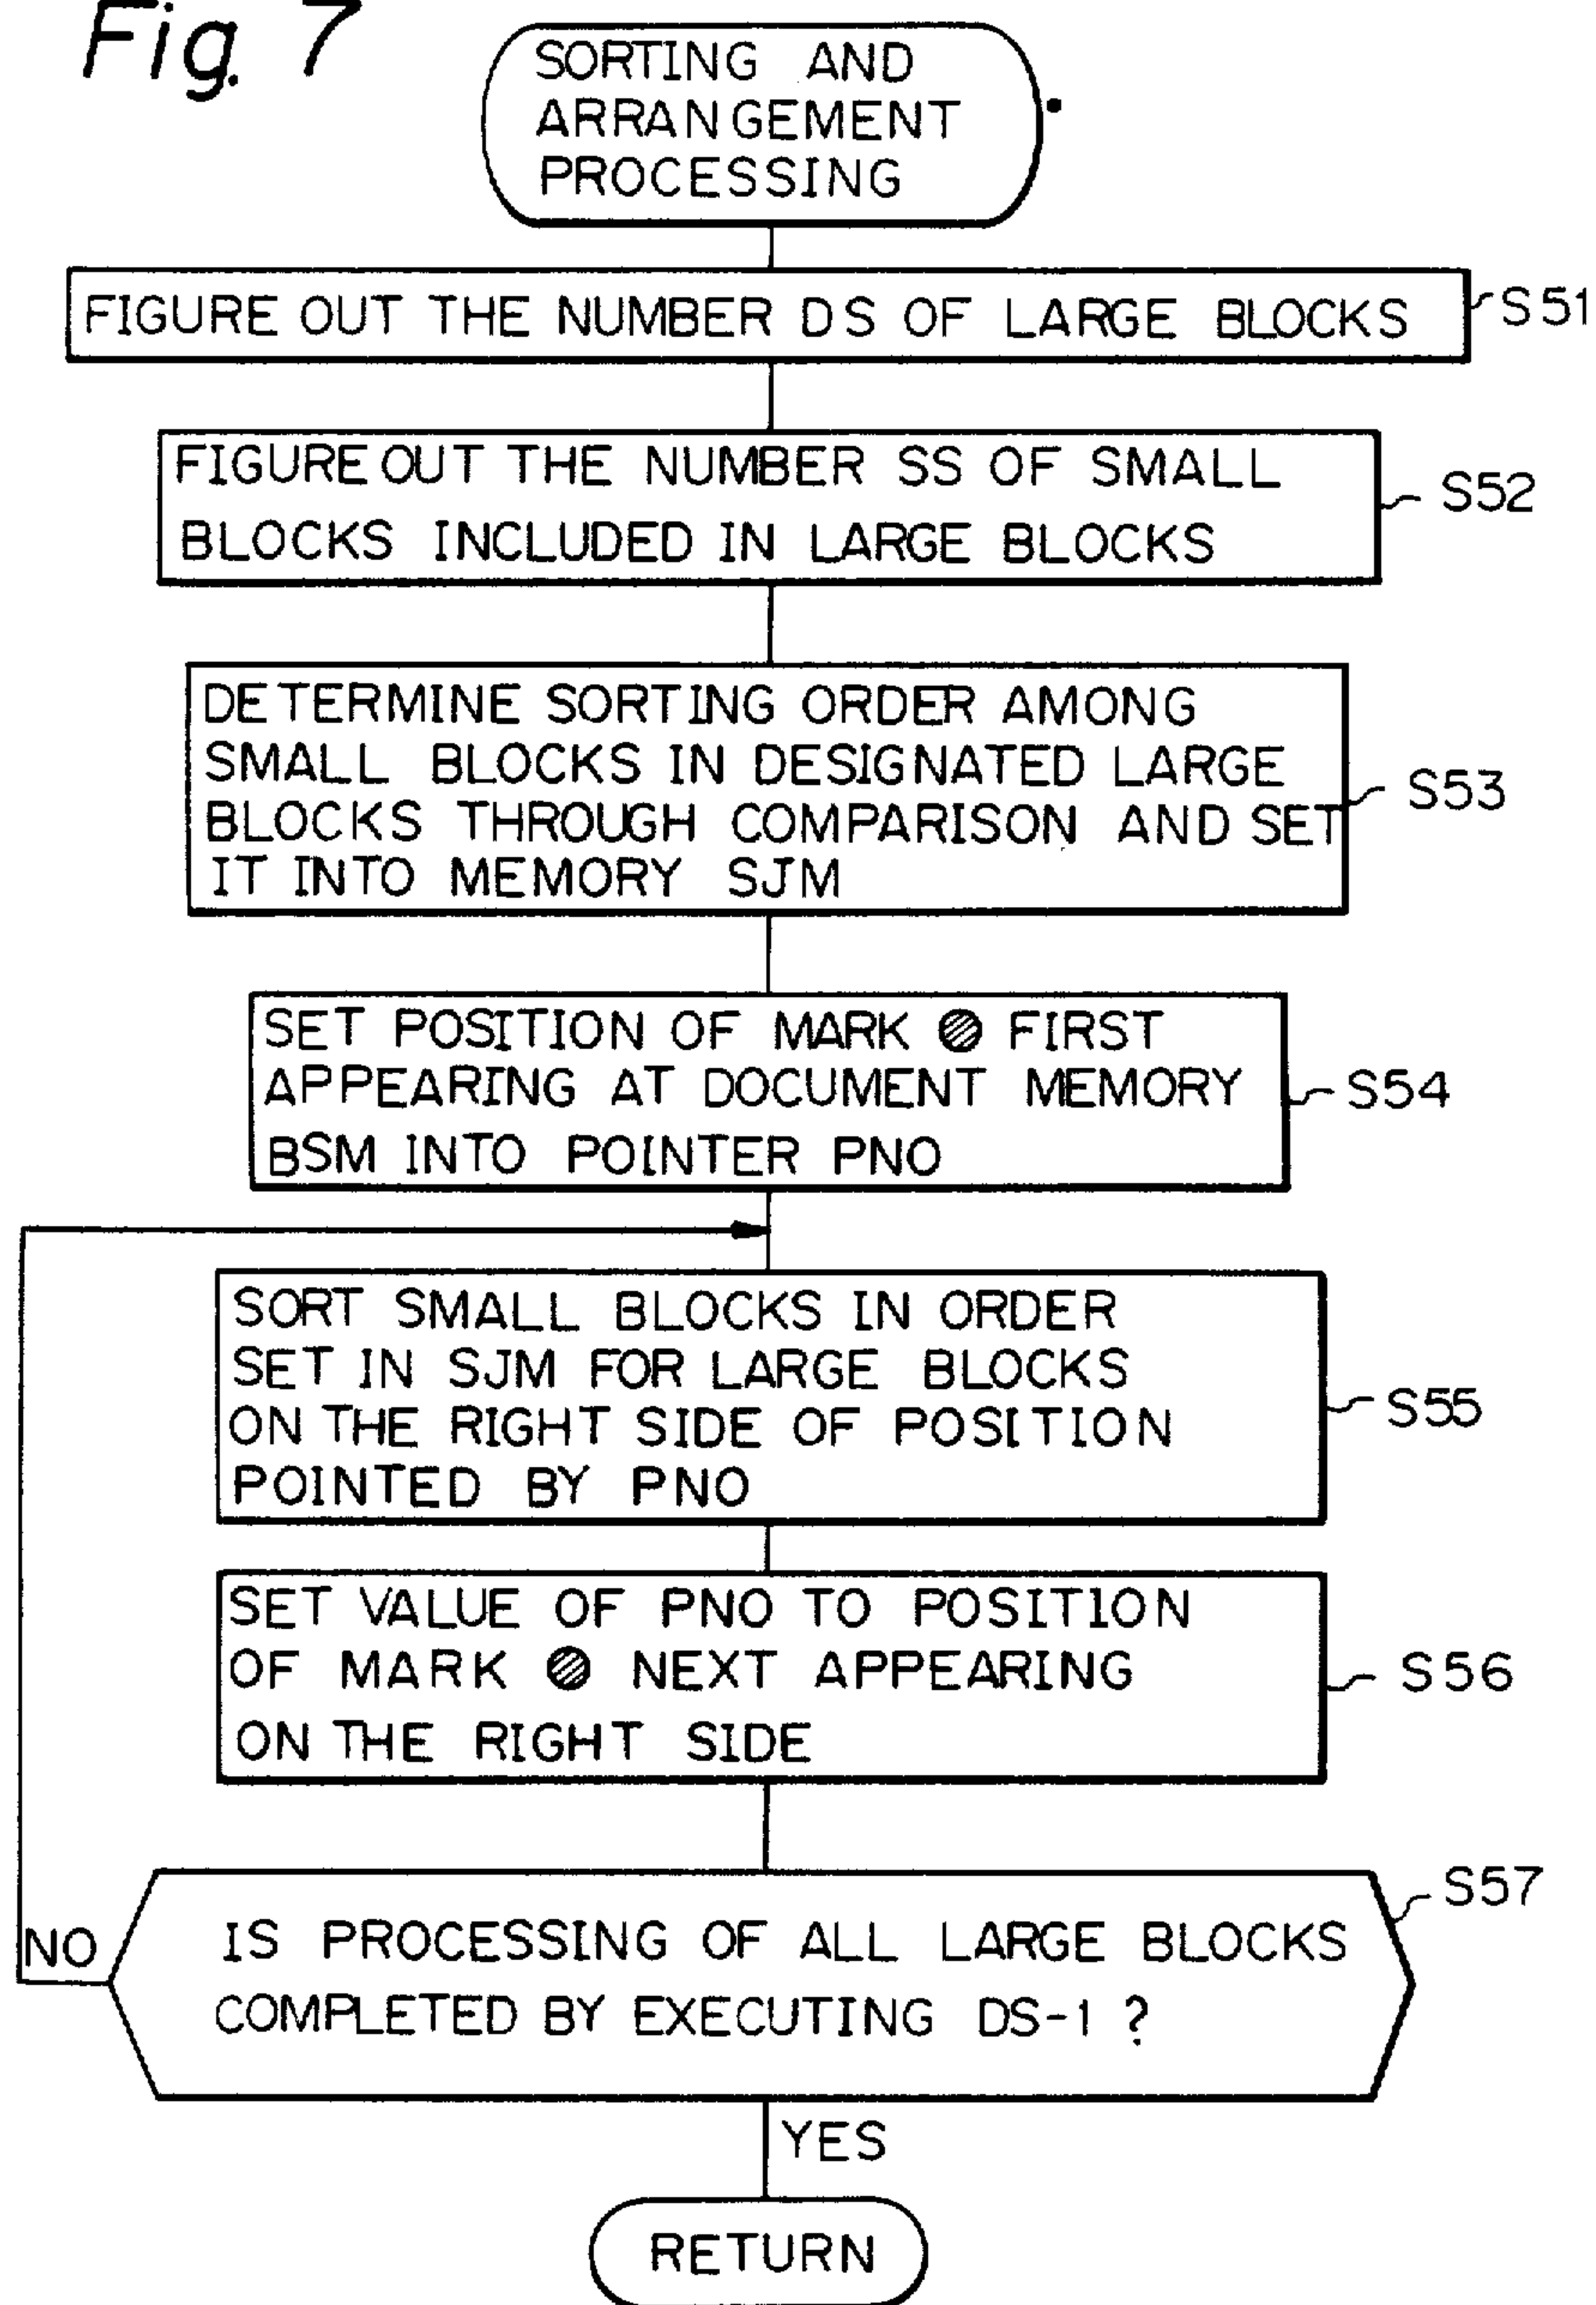 Fig. 7
SORTING AND
ARRANGEMENT
PROCESSING
FIGURE OUT THE NUMBER DS OF LARGE BLOCKS
S51
FIGURE OUT THE NUMBER SS OF SMALL
BLOCKS INCLUDED IN LARGE BLOCKS
S52
DETERMINE SORTING ORDER AMONG
SMALL BLOCKS IN DESIGNATED LARGE
BLOCKS THROUGH COMPARISON AND SET
IT INTO MEMORY SJM
S53
SET POSITION OF MARK FIRST
APPEARING AT DOCUMENT MEMORY
BSM INTO POINTER PNO
S54
SORT SMALL BLOCKS IN ORDER
SET IN SJM FOR LARGE BLOCKS
ON THE RIGHT SIDE OF POSITION
POINTED BY PNO
S55
SET VALUE OF PNO TO POSITION
OF MARK NEXT APPEARING
ON THE RIGHT SIDE
S56
IS PROCESSING OF ALL LARGE BLOCKS
COMPLETED BY EXECUTING DS-1 ?
S57
NO
YES
RETURN